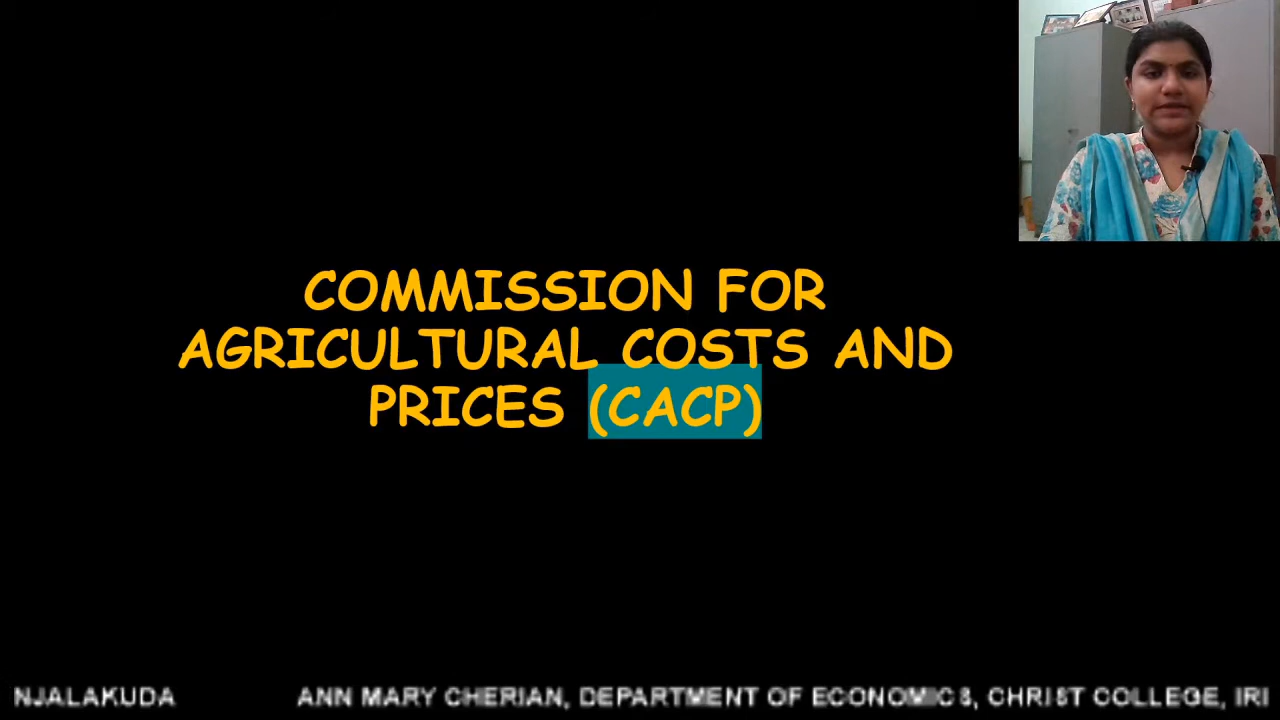 COMMISSION FOR
AGRICULTURAL COSTS AND
PRICES (CACP)
NJALAKUDA ANN MARY CHERIAN, DEPARTMENT OF ECONOMICS, CHRIST COLLEGE, IRI